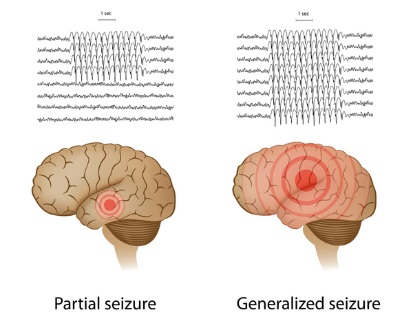 1 sec
1 sec
Partial seizure
Generalized seizure